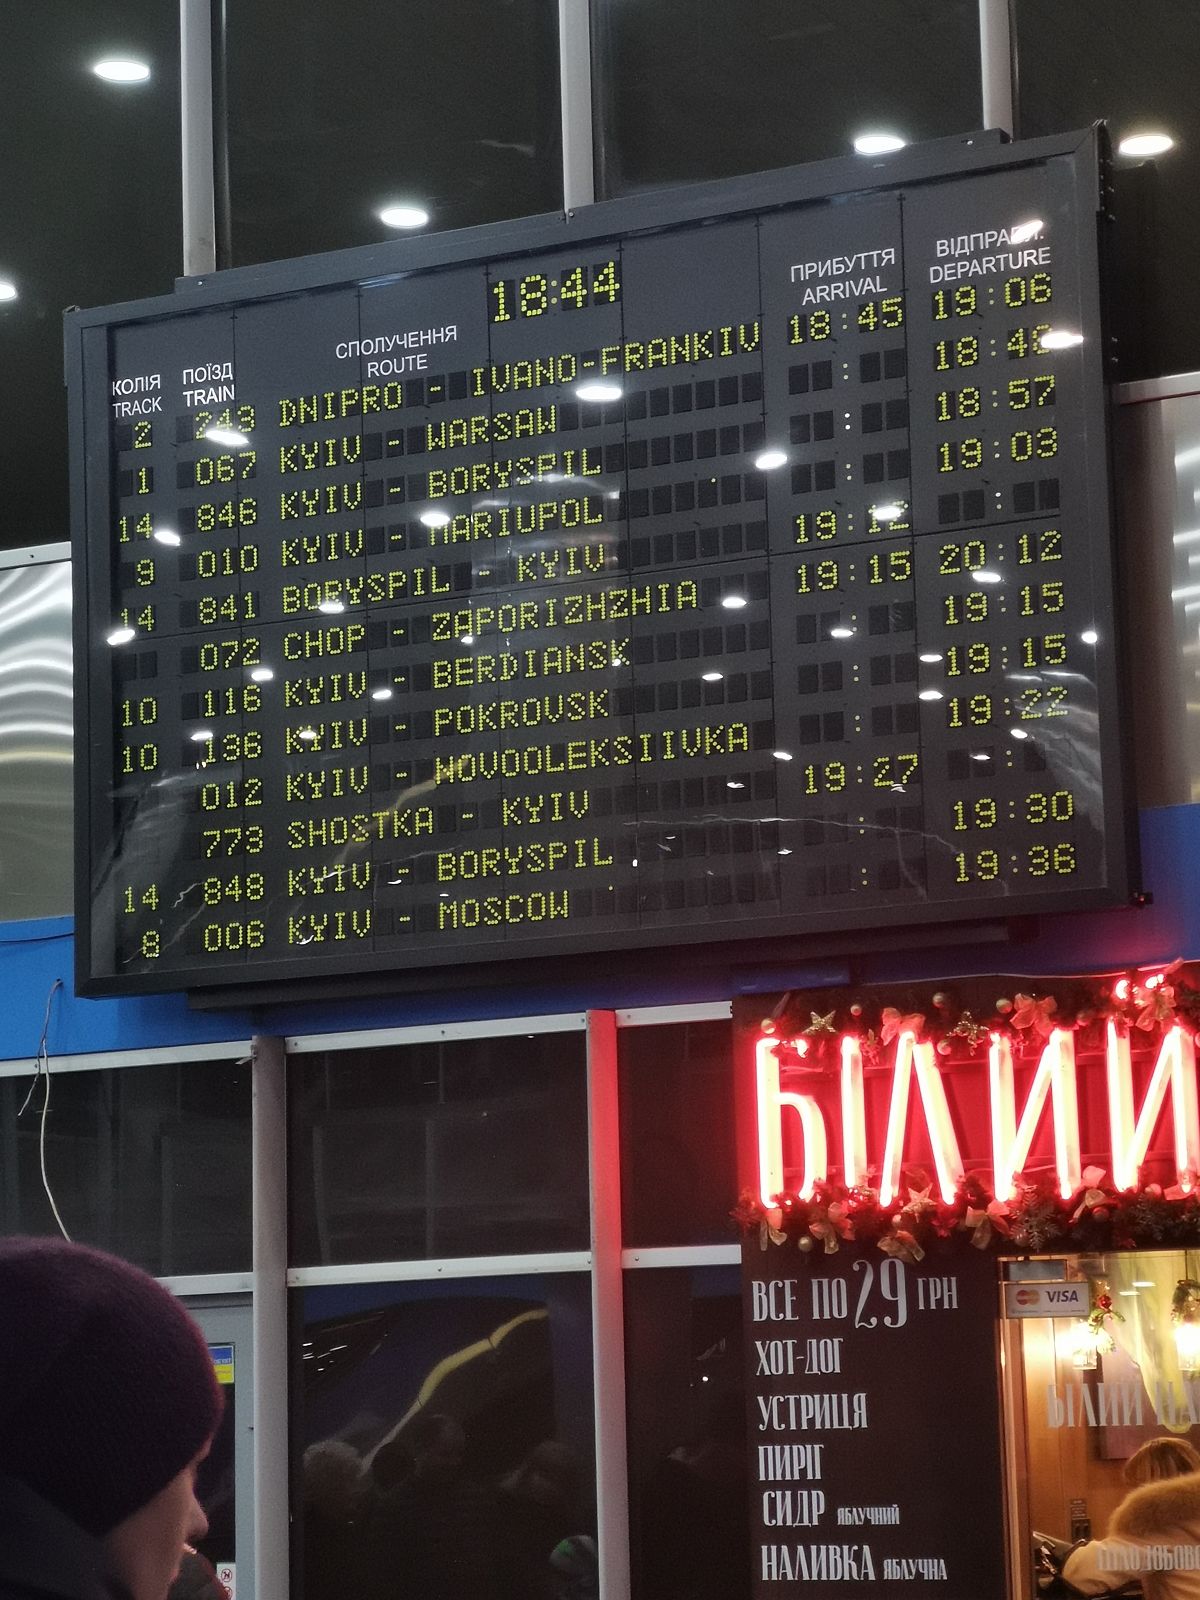 18:44
КОЛІЯ ПОЇЗД СПОЛУЧЕННЯ ПРИБУТТЯ
TRACK TRAIN ROUTE ARRIVAL DEPARTURE
2 243 DNIPRO - IVANO-FRANKIV 18:45 19:06
1 067 KYIV - WARSAW :
14 846 KYIV - BORYSPIL : 18:57
9 010 KYIV - MARIUPOL : 19:03
14 841 BORYSPIL - KYIV 19:12 :
072 CHOP - ZAPORIZHZHIA 19:15 20:12
10 116 KYIV - BERDIANSK : 19:15
10 136 KYIV - POKROVSK : 19:15
012 KYIV - NOVOOLEKSIIVKA : 19:22
773 SHOSTKA - KYIV 19:27 :
14 848 KYIV - BORYSPIL : 19:30
8 006 KYIV - MOSCOW : 19:36
БІЛИЙ
ВСЕ ПО 29 ГРН
ХОТ-ДОГ
УСТРИЦЯ
ПИРІГ
СИДР ЯБЛУЧНИЙ
НАЛИВКА ЯБЛУЧНА
VISA
БІЛИЙ НА